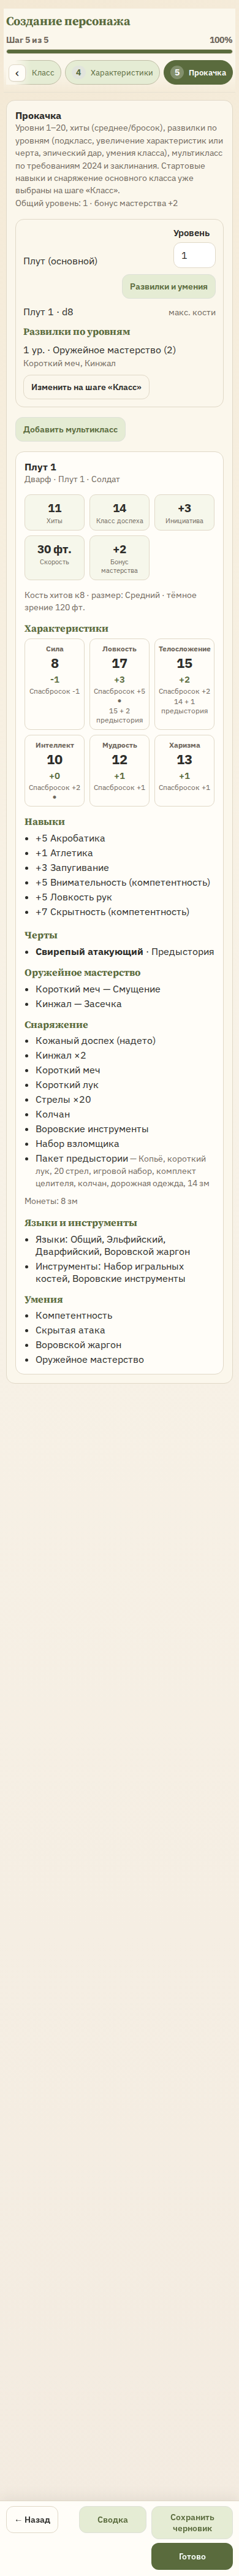 Создание персонажа
Шаг 5 из 5 100%
‹ Класс 4 Характеристики 5 Прокачка
Прокачка
Уровни 1–20, хиты (среднее/бросок), развилки по
уровням (подкласс, увеличение характеристик или
черта, эпический дар, умения класса), мультикласс
по требованиям 2024 и заклинания. Стартовые
навыки и снаряжение основного класса уже
выбраны на шаге «Класс».
Общий уровень: 1 · бонус мастерства +2
Уровень
Плут (основной) 1
Развилки и умения
Плут 1 · d8 макс. кости
Развилки по уровням
1 ур. · Оружейное мастерство (2)
Короткий меч, Кинжал
Изменить на шаге «Класс»
Добавить мультикласс
Плут 1
Дварф · Плут 1 · Солдат
11 14 +3
Хиты Класс доспеха Инициатива
30 фт. +2
Скорость Бонус
мастерства
Кость хитов к8 · размер: Средний · тёмное
зрение 120 фт.
Характеристики
Сила Ловкость Телосложение
8 17 15
-1 +3 +2
Спасбросок -1 Спасбросок +5 Спасбросок +2
● 14 + 1
15 + 2 предыстория
предыстория
Интеллект Мудрость Харизма
10 12 13
+0 +1 +1
Спасбросок +2 Спасбросок +1 Спасбросок +1
●
Навыки
• +5 Акробатика
• +1 Атлетика
• +3 Запугивание
• +5 Внимательность (компетентность)
• +5 Ловкость рук
• +7 Скрытность (компетентность)
Черты
• Свирепый атакующий · Предыстория
Оружейное мастерство
• Короткий меч — Смущение
• Кинжал — Засечка
Снаряжение
• Кожаный доспех (надето)
• Кинжал ×2
• Короткий меч
• Короткий лук
• Стрелы ×20
• Колчан
• Воровские инструменты
• Набор взломщика
• Пакет предыстории — Копьё, короткий
лук, 20 стрел, игровой набор, комплект
целителя, колчан, дорожная одежда, 14 зм
Монеты: 8 зм
Языки и инструменты
• Языки: Общий, Эльфийский,
Дварфийский, Воровской жаргон
• Инструменты: Набор игральных
костей, Воровские инструменты
Умения
• Компетентность
• Скрытая атака
• Воровской жаргон
• Оружейное мастерство
← Назад Сводка Сохранить
черновик
Готово